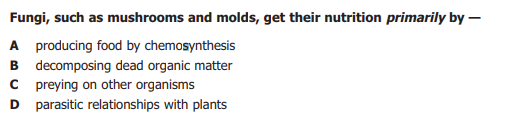 Fungi, such as mushrooms and molds, get their nutrition primarily by —
A producing food by chemosynthesis
B decomposing dead organic matter
C preying on other organisms
D parasitic relationships with plants